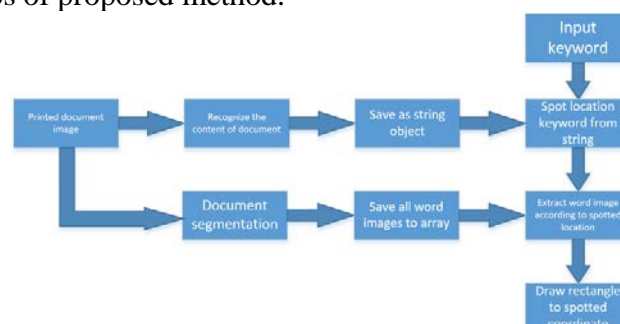 of proposed method.
Input
keyword
Printed document
image
Recognize the
content of document
Save as string
object
Spot location
keyword from
string
Document
segmentation
Save all word
images to array
Extract word image
according to spotted
location
Draw rectangle
to spotted
coordinate